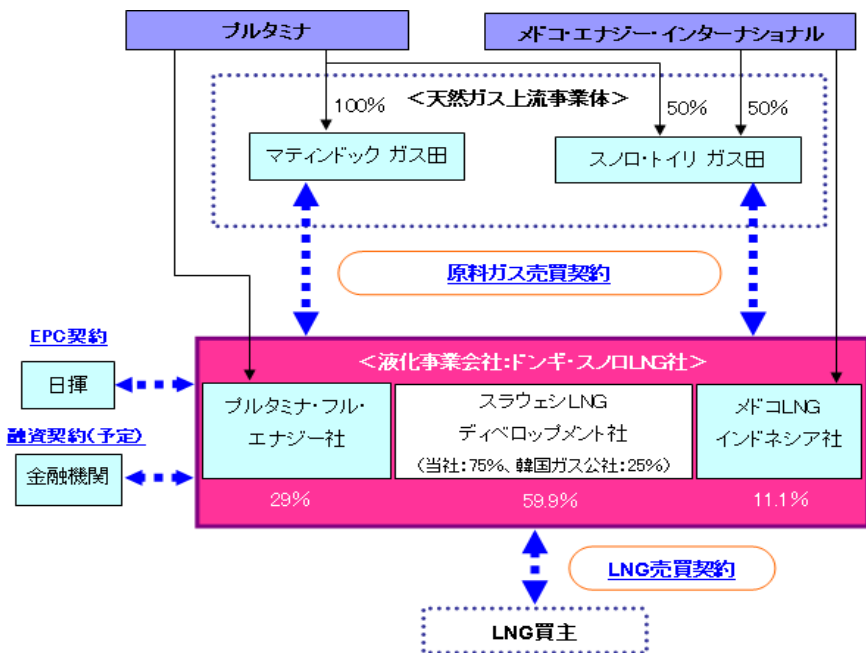 プルタミナ
メドコ・エナジー・インターナショナル
＜天然ガス上流事業体＞
100%
50%
50%
マティンドック ガス田
スノロ・トイリ ガス田
原料ガス売買契約
EPC契約
日揮
融資契約(予定)
金融機関
＜液化事業会社:ドンギ・スノロLNG社＞
プルタミナ・フル・
エナジー社
スラウェシLNG
ディベロップメント社
(当社:75%、韓国ガス公社:25%)
メドコLNG
インドネシア社
29%
59.9%
11.1%
LNG売買契約
LNG買主